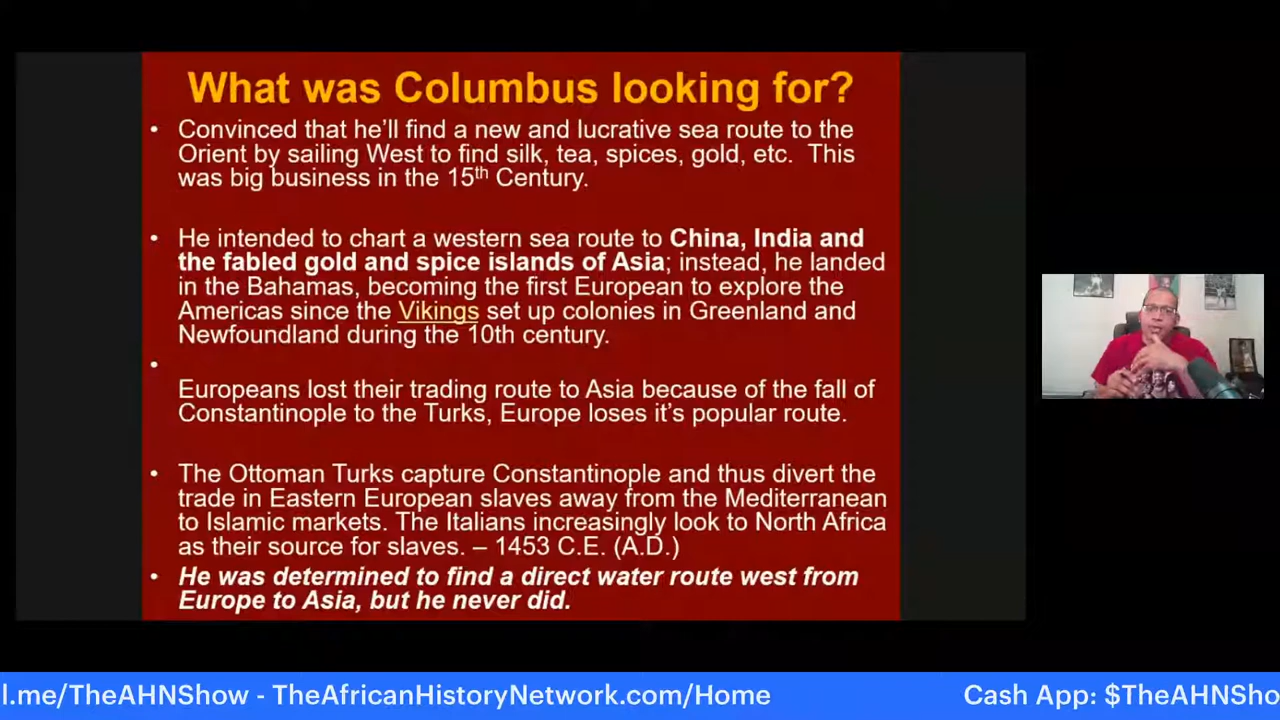 What was Columbus looking for?
• Convinced that he'll find a new and lucrative sea route to the
Orient by sailing West to find silk, tea, spices, gold, etc.  This
was big business in the 15th Century.
• He intended to chart a western sea route to China, India and
the fabled gold and spice islands of Asia; instead, he landed
in the Bahamas, becoming the first European to explore the
Americas since the Vikings set up colonies in Greenland and
Newfoundland during the 10th century.
•
Europeans lost their trading route to Asia because of the fall of
Constantinople to the Turks, Europe loses it's popular route.
• The Ottoman Turks capture Constantinople and thus divert the
trade in Eastern European slaves away from the Mediterranean
to Islamic markets. The Italians increasingly look to North Africa
as their source for slaves. – 1453 C.E. (A.D.)
• He was determined to find a direct water route west from
Europe to Asia, but he never did.
l.me/TheAHNShow - TheAfricanHistoryNetwork.com/Home
Cash App: $TheAHNSho